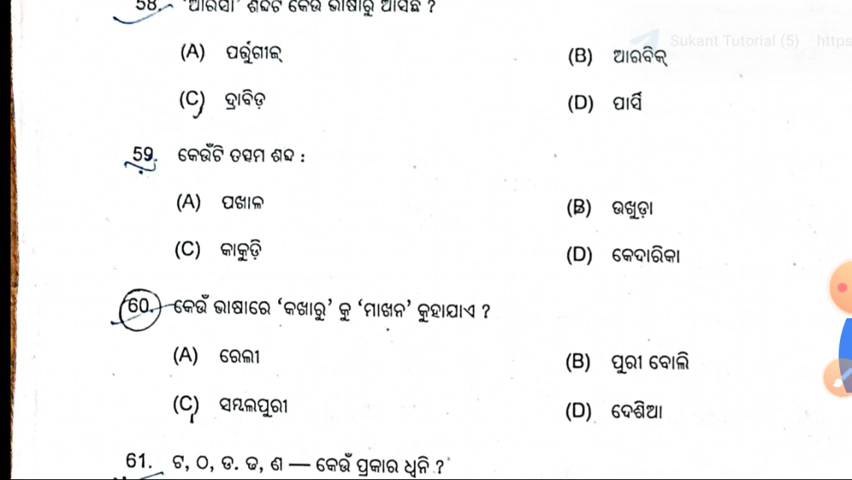 58. 'ଆରସୀ' ଶବ୍ଦଟି କେଉଁ ଭାଷାରୁ ଆସିଛି ?
Sukant Tutorial (5) https
(A) ପର୍ତ୍ତୁଗୀଜ୍
(B) ଆରବିକ୍
(C) ଦ୍ରାବିଡ଼
(D) ପାର୍ସି
59. କେଉଁଟି ତତ୍ସମ ଶବ୍ଦ :
(A) ପଖାଳ
(B) ଉଖୁଡ଼ା
(C) କାକୁଡ଼ି
(D) କେଦାରିକା
60. କେଉଁ ଭାଷାରେ 'କଖାରୁ' କୁ 'ମାଖନ' କୁହାଯାଏ ?
(A) ରେଲୀ
(B) ପୁରୀ ବୋଲି
(C) ସମ୍ବଲପୁରୀ
(D) ଦେଶିଆ
61. ଟ, ଠ, ଡ. ଢ, ଣ — କେଉଁ ପ୍ରକାର ଧ୍ୱନି ?